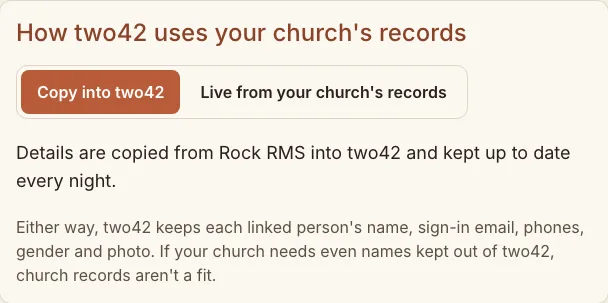 How two42 uses your church's records
Copy into two42
Live from your church's records
Details are copied from Rock RMS into two42 and kept up to date
every night.
Either way, two42 keeps each linked person's name, sign-in email, phones,
gender and photo. If your church needs even names kept out of two42,
church records aren't a fit.